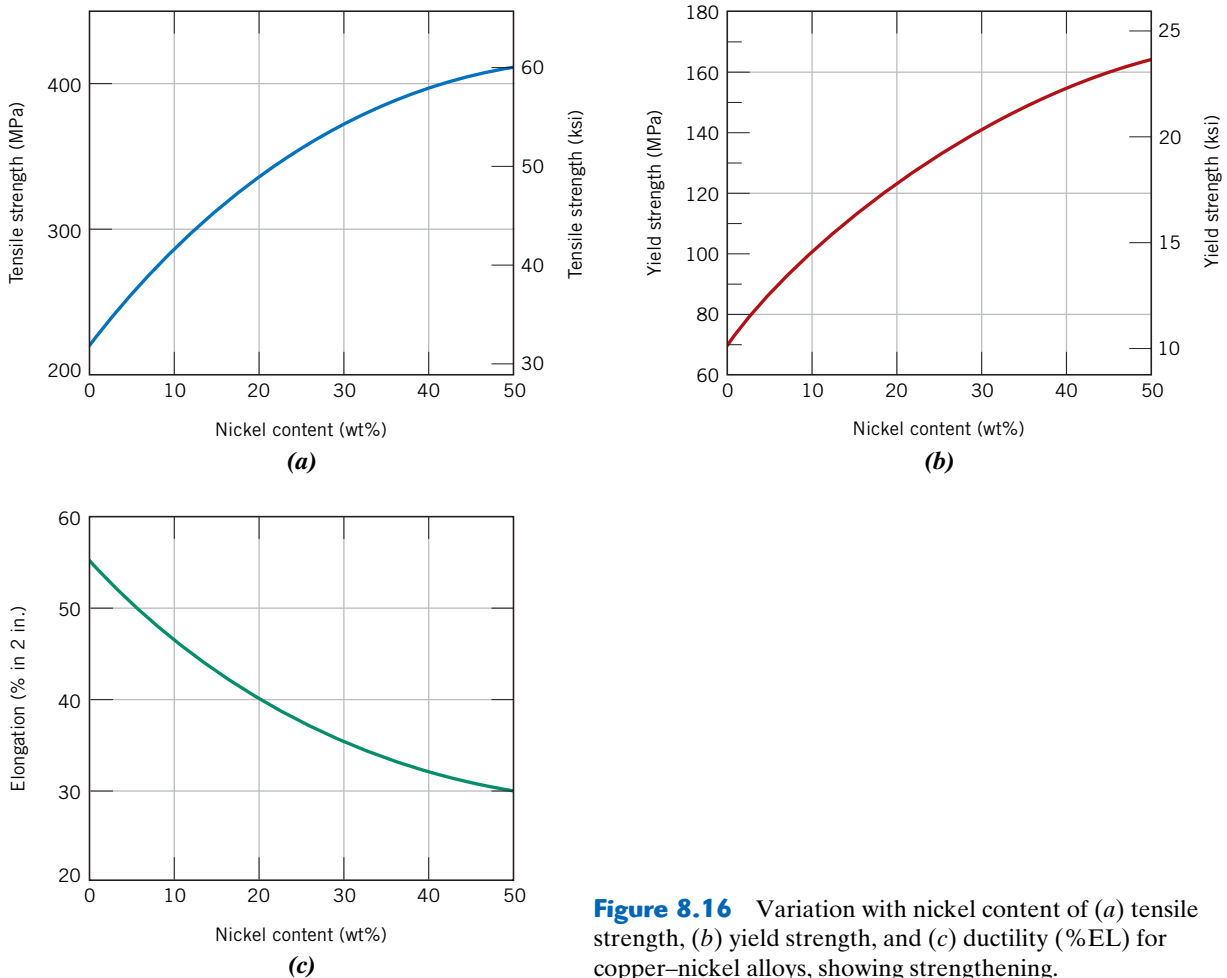 Tensile strength (MPa)
400
300
200
0 10 20 30 40 50
Nickel content (wt%)
60
50
40
30
Tensile strength (ksi)
(a)
Yield strength (MPa)
180
160
140
120
100
80
60
0 10 20 30 40 50
Nickel content (wt%)
25
20
15
10
Yield strength (ksi)
(b)
Elongation (% in 2 in.)
60
50
40
30
20
0 10 20 30 40 50
Nickel content (wt%)
(c)
Figure 8.16 Variation with nickel content of (a) tensile
strength, (b) yield strength, and (c) ductility (%EL) for
copper–nickel alloys, showing strengthening.